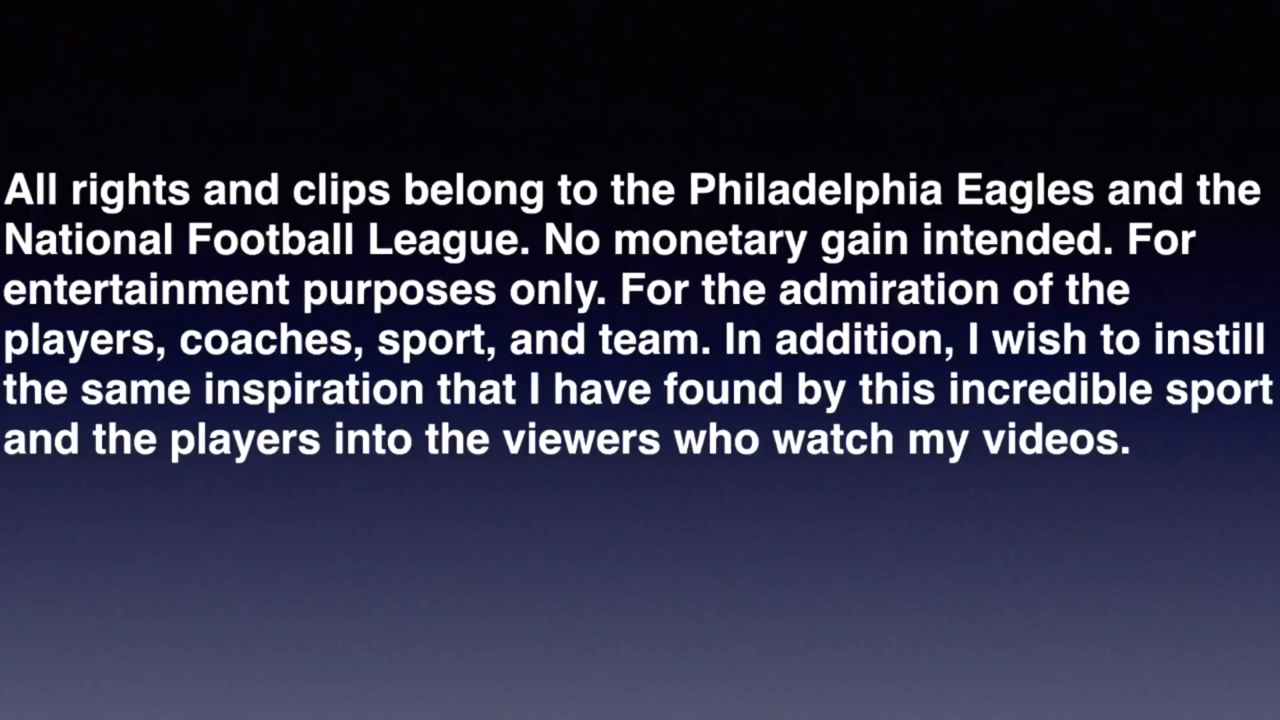 All rights and clips belong to the Philadelphia Eagles and the
National Football League. No monetary gain intended. For
entertainment purposes only. For the admiration of the
players, coaches, sport, and team. In addition, I wish to instill
the same inspiration that I have found by this incredible sport
and the players into the viewers who watch my videos.